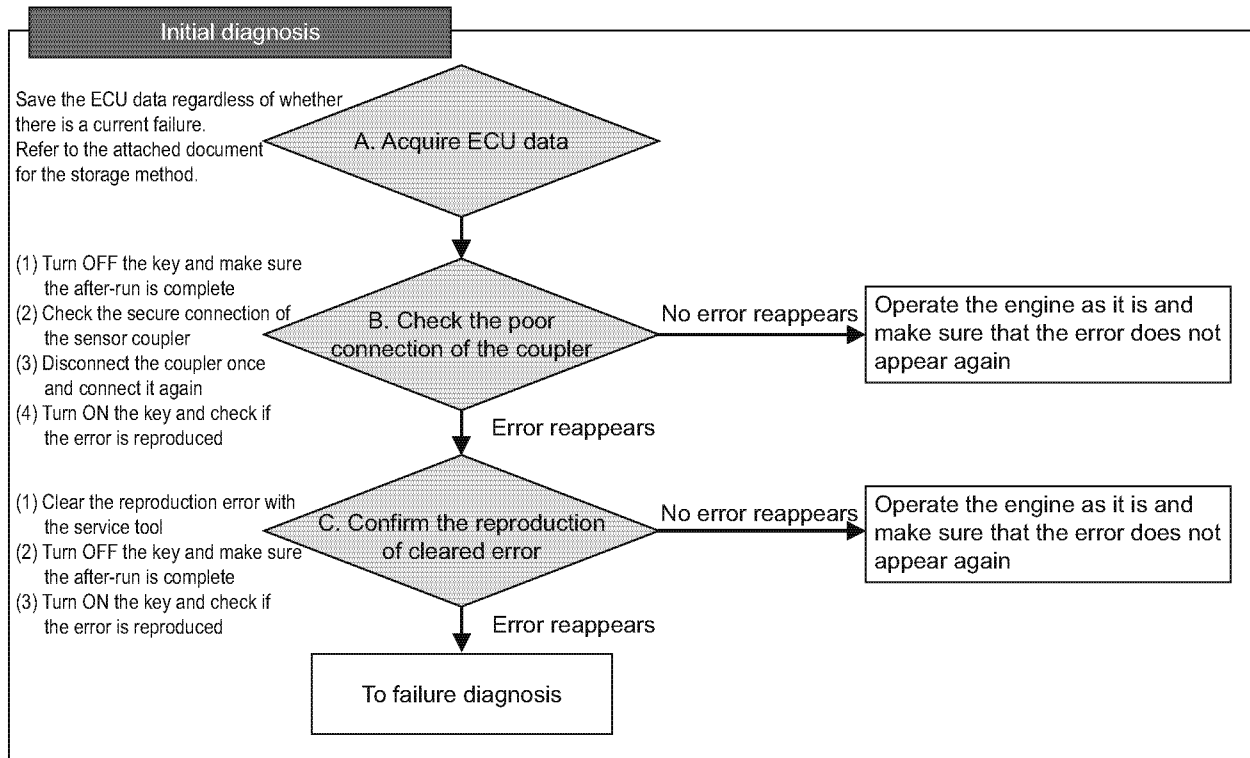 Initial diagnosis
Save the ECU data regardless of whether
there is a current failure.
Refer to the attached document
for the storage method.
A. Acquire ECU data
(1) Turn OFF the key and make sure
the after-run is complete
(2) Check the secure connection of
the sensor coupler
(3) Disconnect the coupler once
and connect it again
(4) Turn ON the key and check if
the error is reproduced
B. Check the poor
connection of the coupler
No error reappears
Operate the engine as it is and
make sure that the error does not
appear again
Error reappears
(1) Clear the reproduction error with
the service tool
(2) Turn OFF the key and make sure
the after-run is complete
(3) Turn ON the key and check if
the error is reproduced
C. Confirm the reproduction
of cleared error
No error reappears
Operate the engine as it is and
make sure that the error does not
appear again
Error reappears
To failure diagnosis